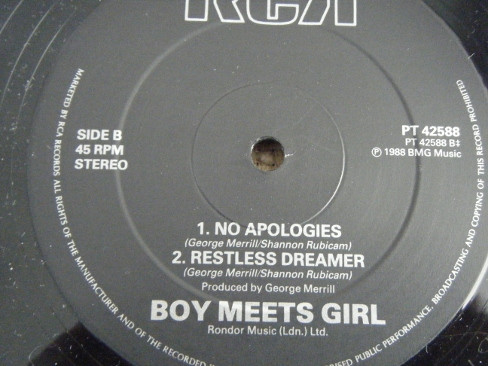 RCA
SIDE B
45 RPM
STEREO
PT 42588
PT 42588 B‡
℗ 1988 BMG Music
1. NO APOLOGIES
(George Merrill/Shannon Rubicam)
2. RESTLESS DREAMER
(George Merrill/Shannon Rubicam)
Produced by George Merrill
BOY MEETS GIRL
Rondor Music (Ldn.) Ltd.
MARKETED BY RCA RECORDS. ALL RIGHTS OF THE MANUFACTURER AND OF THE RECORDED
PUBLIC PERFORMANCE, BROADCASTING AND COPYING OF THIS RECORD PROHIBITED